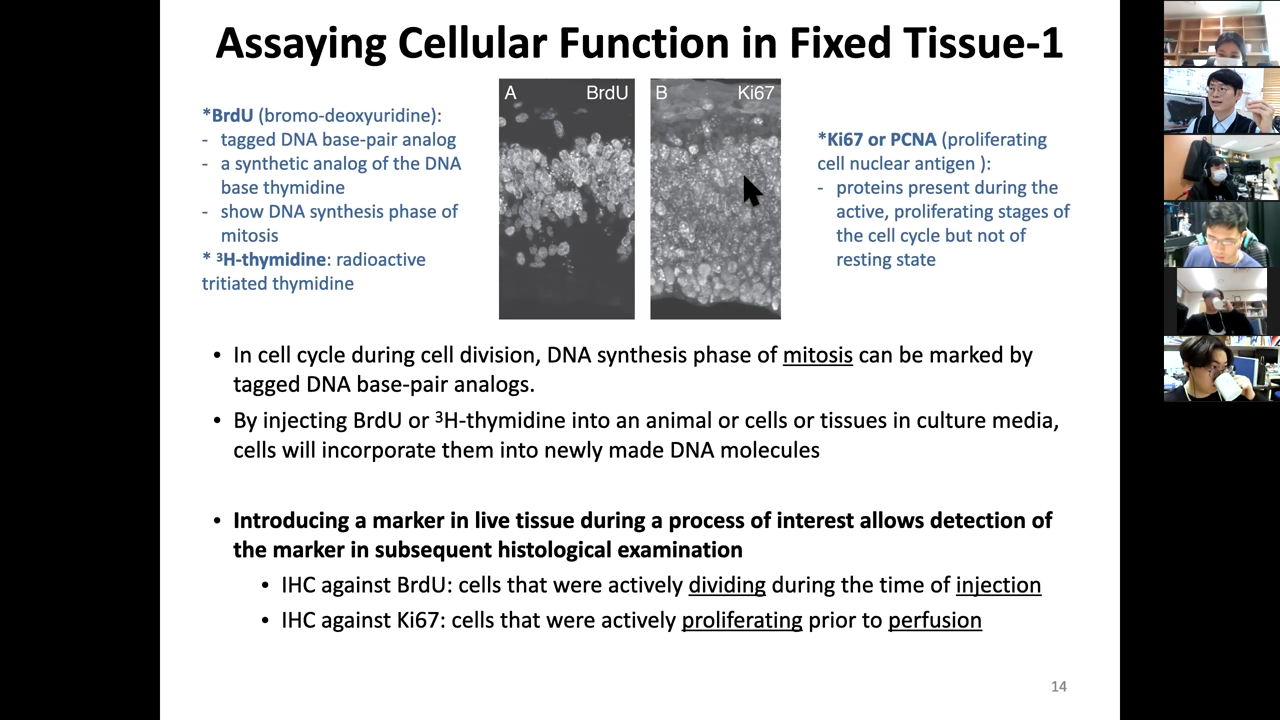 Assaying Cellular Function in Fixed Tissue-1
*BrdU (bromo-deoxyuridine):
- tagged DNA base-pair analog
- a synthetic analog of the DNA
base thymidine
- show DNA synthesis phase of
mitosis
* ³H-thymidine: radioactive
tritiated thymidine
A BrdU
B Ki67
*Ki67 or PCNA (proliferating
cell nuclear antigen ):
- proteins present during the
active, proliferating stages of
the cell cycle but not of
resting state
• In cell cycle during cell division, DNA synthesis phase of mitosis can be marked by
tagged DNA base-pair analogs.
• By injecting BrdU or ³H-thymidine into an animal or cells or tissues in culture media,
cells will incorporate them into newly made DNA molecules
• Introducing a marker in live tissue during a process of interest allows detection of
the marker in subsequent histological examination
• IHC against BrdU: cells that were actively dividing during the time of injection
• IHC against Ki67: cells that were actively proliferating prior to perfusion
14